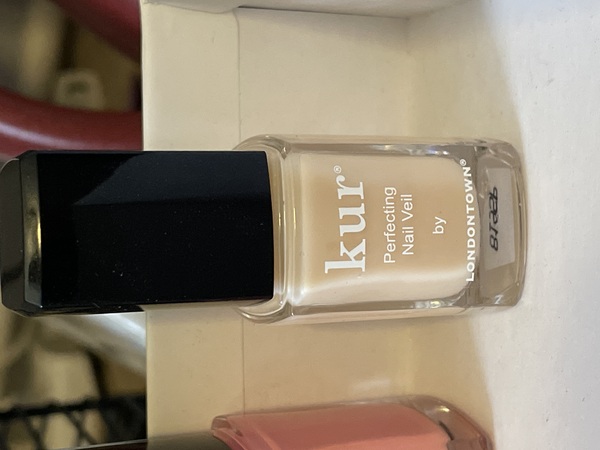 kur®
Perfecting
Nail Veil
by
LONDONTOWN®